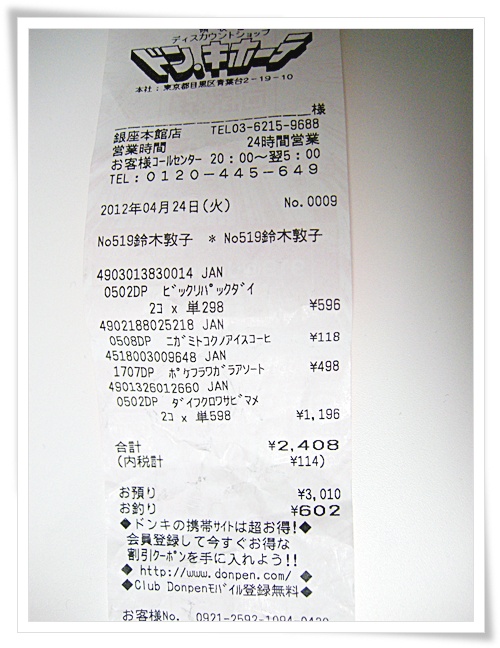 ディスカウントショップ
ドン.キホーテ
本社:東京都目黒区青葉台2-19-10
様
銀座本館店 TEL03-6215-9688
営業時間 24時間営業
お客様ｺｰﾙｾﾝﾀｰ 20:00～翌5:00
TEL:0120-445-649
2012年04月24日(火) No.0009
No519鈴木敦子 * No519鈴木敦子
4903013830014 JAN
0502DP ﾋﾞｯｸﾘﾊﾟｯｸﾀﾞｲ
2コ x 単298 ¥596
4902188025218 JAN
0508DP ﾆｶﾞﾐﾄｺｸﾉｱｲｽｺｰﾋ ¥118
4518003009648 JAN
1707DP ﾎﾟｹﾌﾗﾜｶﾞﾗｱｿｰﾄ ¥498
4901326012660 JAN
0502DP ﾀﾞｲﾌｸﾛﾜｻﾋﾞﾏﾒ
2コ x 単598 ¥1,196
合計 ¥2,408
(内税計 ¥114)
お預り ¥3,010
お釣り ¥602
◆ドンキの携帯ｻｲﾄは超お得!◆
会員登録して今すぐお得な
割引ｸｰﾎﾟﾝを手に入れよう!!
◆ http://www.donpen.com/ ◆
◆Club Donpenﾓﾊﾞｲﾙ登録無料◆
お客様No. 0921-2592-1084-0420